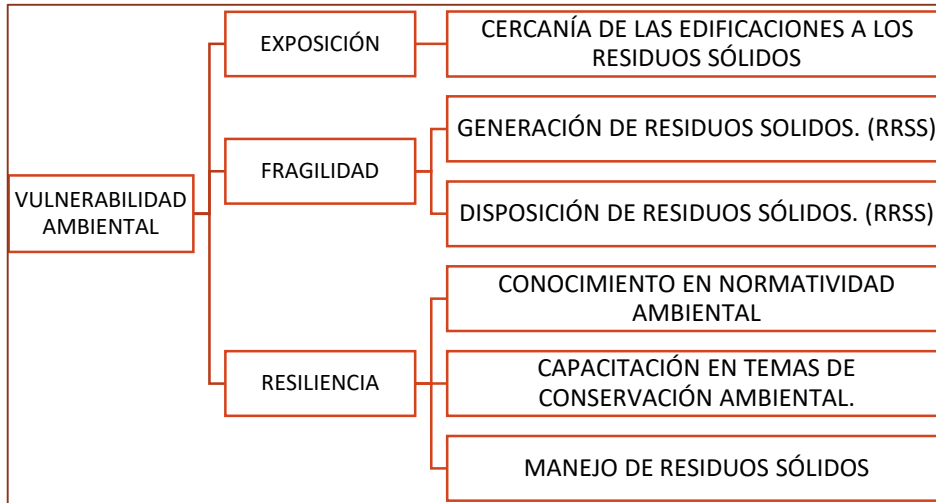 VULNERABILIDAD
AMBIENTAL
EXPOSICIÓN
CERCANÍA DE LAS EDIFICACIONES A LOS
RESIDUOS SÓLIDOS
FRAGILIDAD
GENERACIÓN DE RESIDUOS SOLIDOS. (RRSS)
DISPOSICIÓN DE RESIDUOS SÓLIDOS. (RRSS)
RESILIENCIA
CONOCIMIENTO EN NORMATIVIDAD
AMBIENTAL
CAPACITACIÓN EN TEMAS DE
CONSERVACIÓN AMBIENTAL.
MANEJO DE RESIDUOS SÓLIDOS